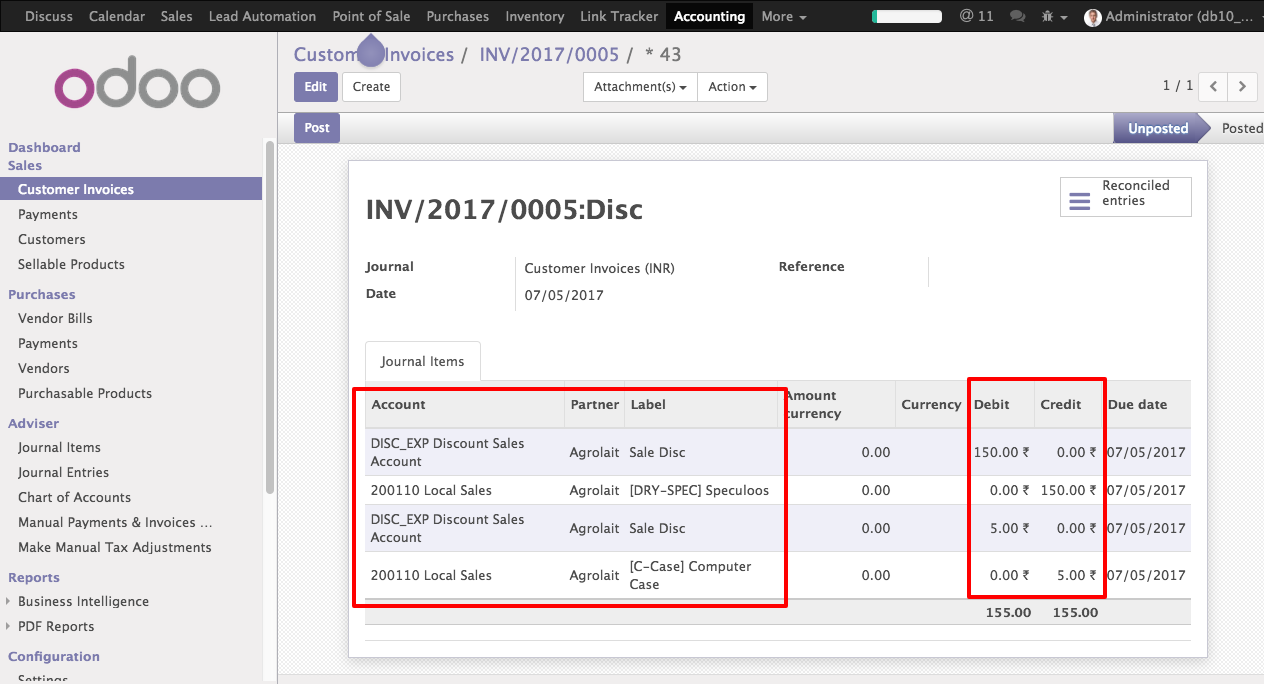 Discuss Calendar Sales Lead Automation Point of Sale Purchases Inventory Link Tracker Accounting More @ 11 Administrator (db10_...
odoo
Customer Invoices / INV/2017/0005 / * 43
Edit Create Attachment(s) Action 1 / 1
Post Unposted Posted
Dashboard
Sales
Customer Invoices
Payments
Customers
Sellable Products
Purchases
Vendor Bills
Payments
Vendors
Purchasable Products
Adviser
Journal Items
Journal Entries
Chart of Accounts
Manual Payments & Invoices ...
Make Manual Tax Adjustments
Reports
Business Intelligence
PDF Reports
Configuration
Settings
INV/2017/0005:Disc
Reconciled
entries
Journal Customer Invoices (INR) Reference
Date 07/05/2017
Journal Items
Account Partner Label Amount currency Currency Debit Credit Due date
DISC_EXP Discount Sales
Account Agrolait Sale Disc 0.00 150.00 ₹ 0.00 ₹ 07/05/2017
200110 Local Sales Agrolait [DRY-SPEC] Speculoos 0.00 0.00 ₹ 150.00 ₹ 07/05/2017
DISC_EXP Discount Sales
Account Agrolait Sale Disc 0.00 5.00 ₹ 0.00 ₹ 07/05/2017
200110 Local Sales Agrolait [C-Case] Computer
Case 0.00 0.00 ₹ 5.00 ₹ 07/05/2017
155.00 155.00